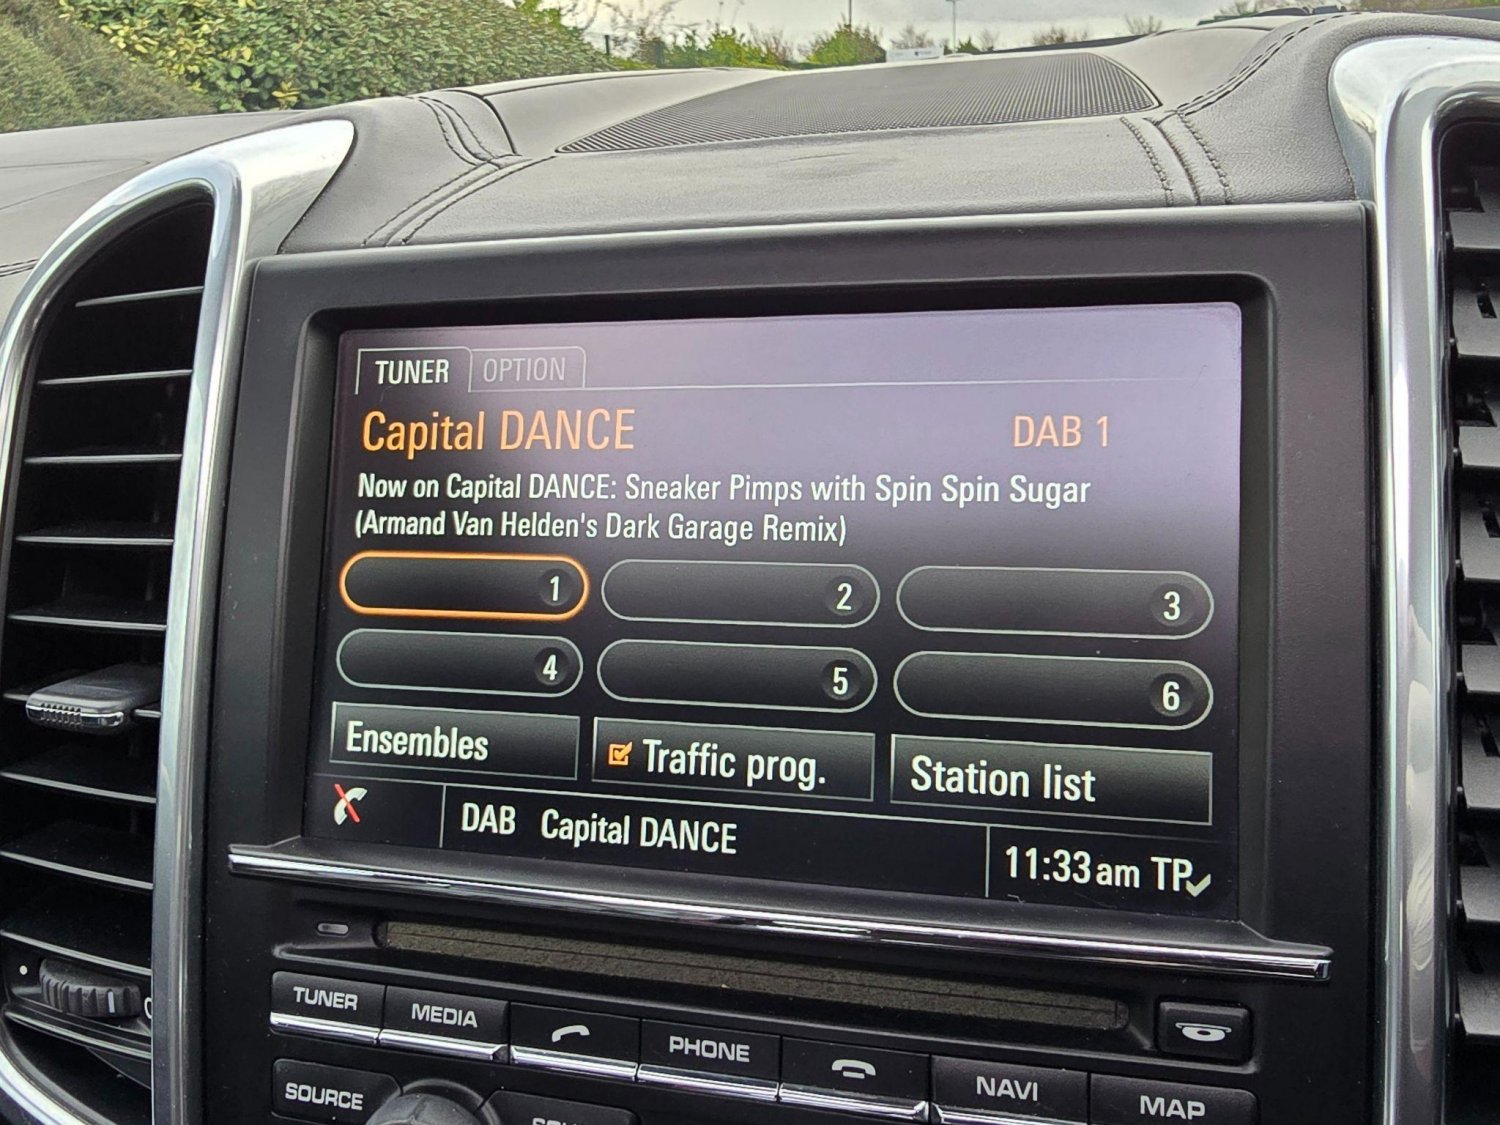 TUNER OPTION
Capital DANCE DAB 1
Now on Capital DANCE: Sneaker Pimps with Spin Spin Sugar
(Armand Van Helden's Dark Garage Remix)
1 2 3
4 5 6
Ensembles Traffic prog. Station list
DAB Capital DANCE 11:33am TP
TUNER MEDIA PHONE NAVI MAP
SOURCE